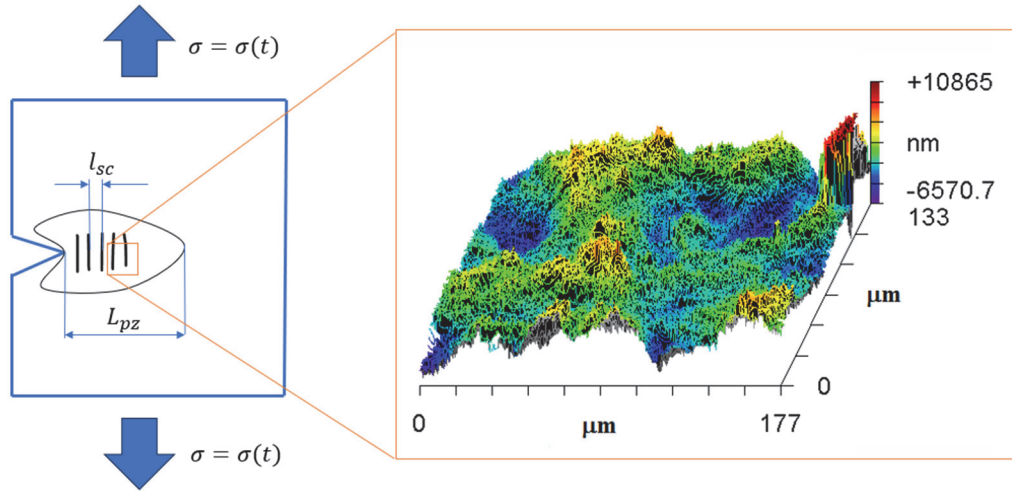 σ = σ(t)
l_sc
L_pz
σ = σ(t)
+10865
nm
-6570.7
133
μm
0
0
μm
177